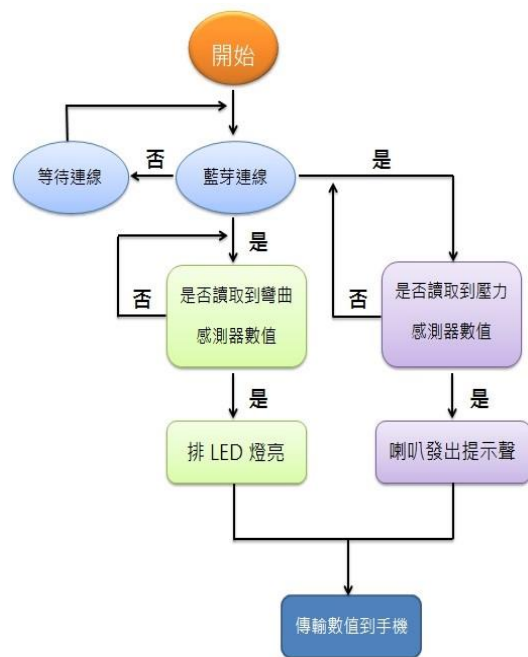 開始
否
是
等待連線
藍芽連線
是
否
是否讀取到彎曲
感測器數值
否
是否讀取到壓力
感測器數值
是
是
排 LED 燈亮
喇叭發出提示聲
傳輸數值到手機